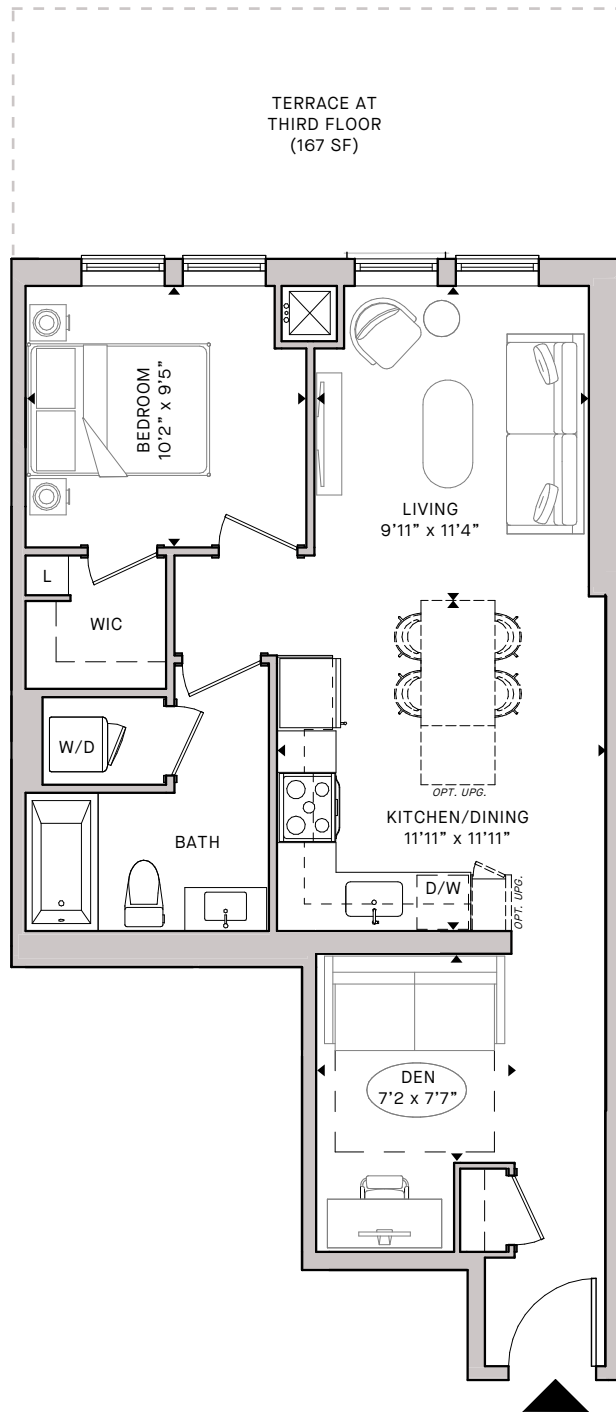 TERRACE AT
THIRD FLOOR
(167 SF)
BEDROOM
10'2" x 9'5"
LIVING
9'11" x 11'4"
L
WIC
W/D
OPT. UPG.
KITCHEN/DINING
11'11" x 11'11"
BATH
D/W
OPT. UPG.
DEN
7'2 x 7'7"